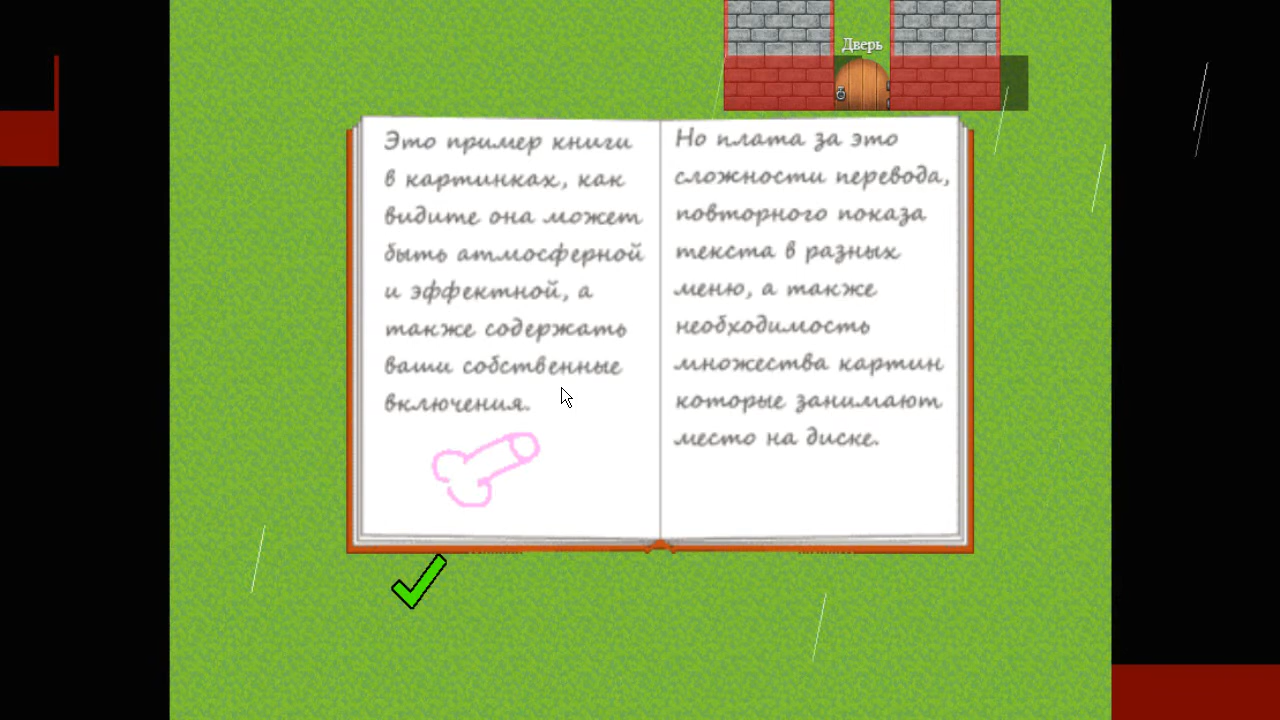 Дверь
Это пример книги
в картинках, как
видите она может
быть атмосферной
и эффектной, а
также содержать
ваши собственные
включения.
Но плата за это
сложности перевода,
повторного показа
текста в разных
меню, а также
необходимость
множества картин
которые занимают
место на диске.